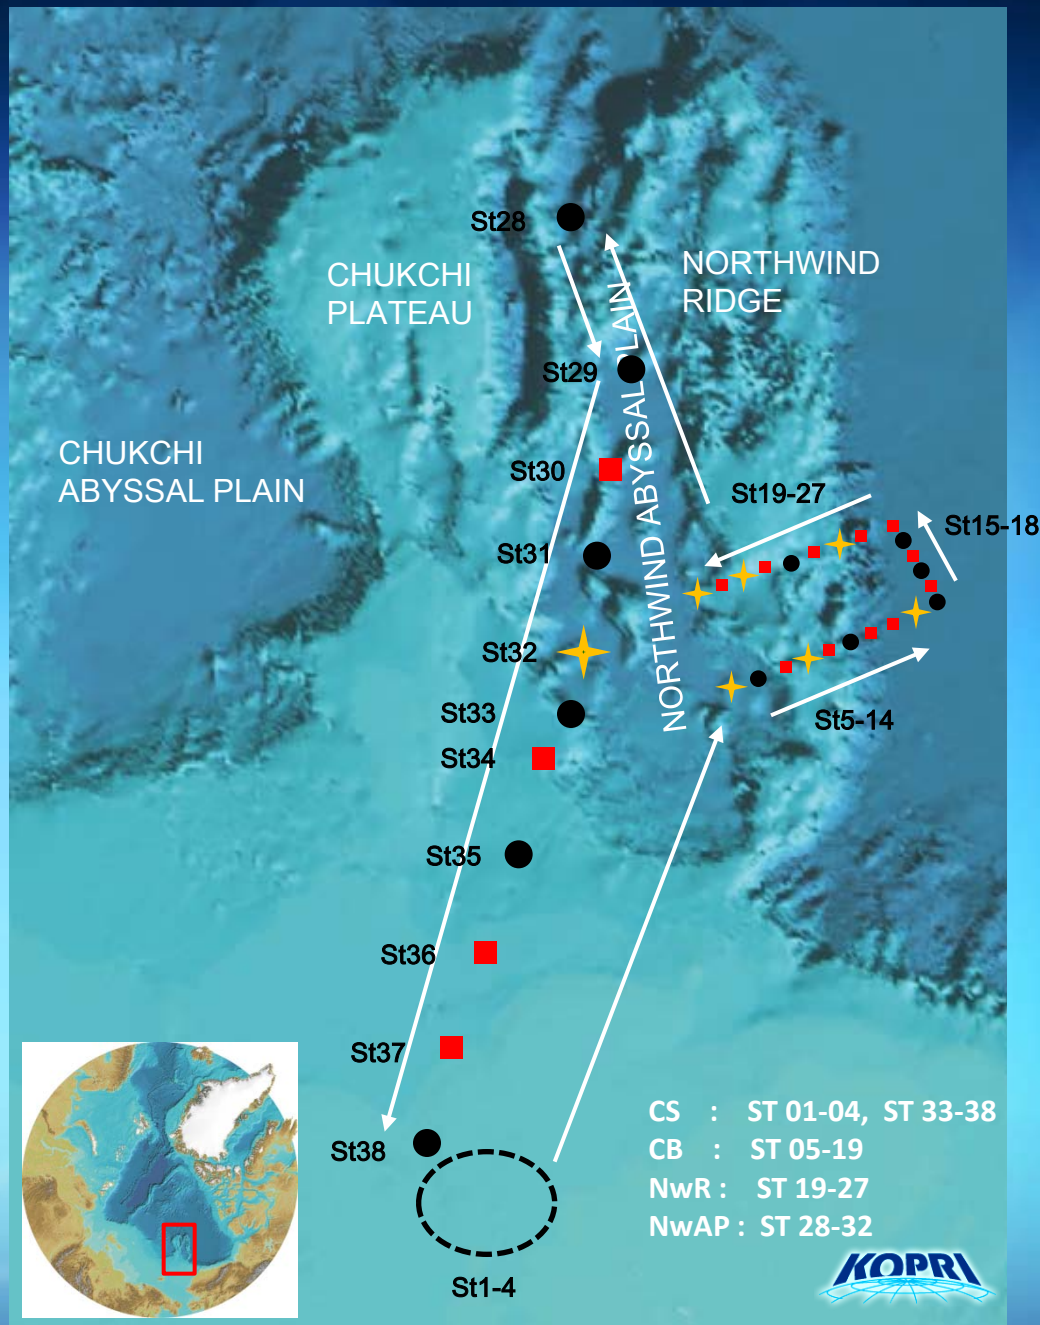 St28
CHUKCHI
PLATEAU
NORTHWIND
RIDGE
NORTHWIND ABYSSAL PLAIN
St29
CHUKCHI
ABYSSAL PLAIN
St30
St19-27
St15-18
St31
St32
St33
St5-14
St34
St35
St36
St37
St38
CS : ST 01-04, ST 33-38
CB : ST 05-19
NwR : ST 19-27
NwAP : ST 28-32
KOPRI
St1-4